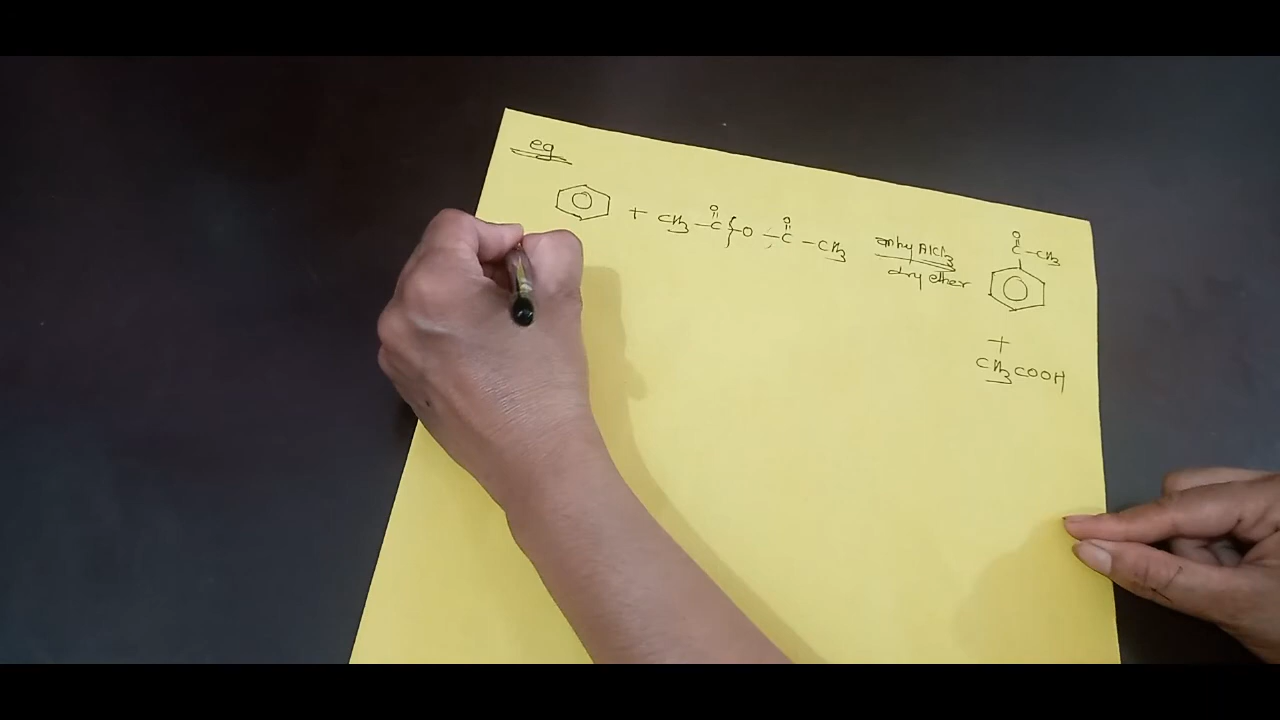 eg
+ CH3 – C(=O) – O – C(=O) – CH3 anhy AlCl3 / dry ether C(=O) – CH3
+
CH3COOH